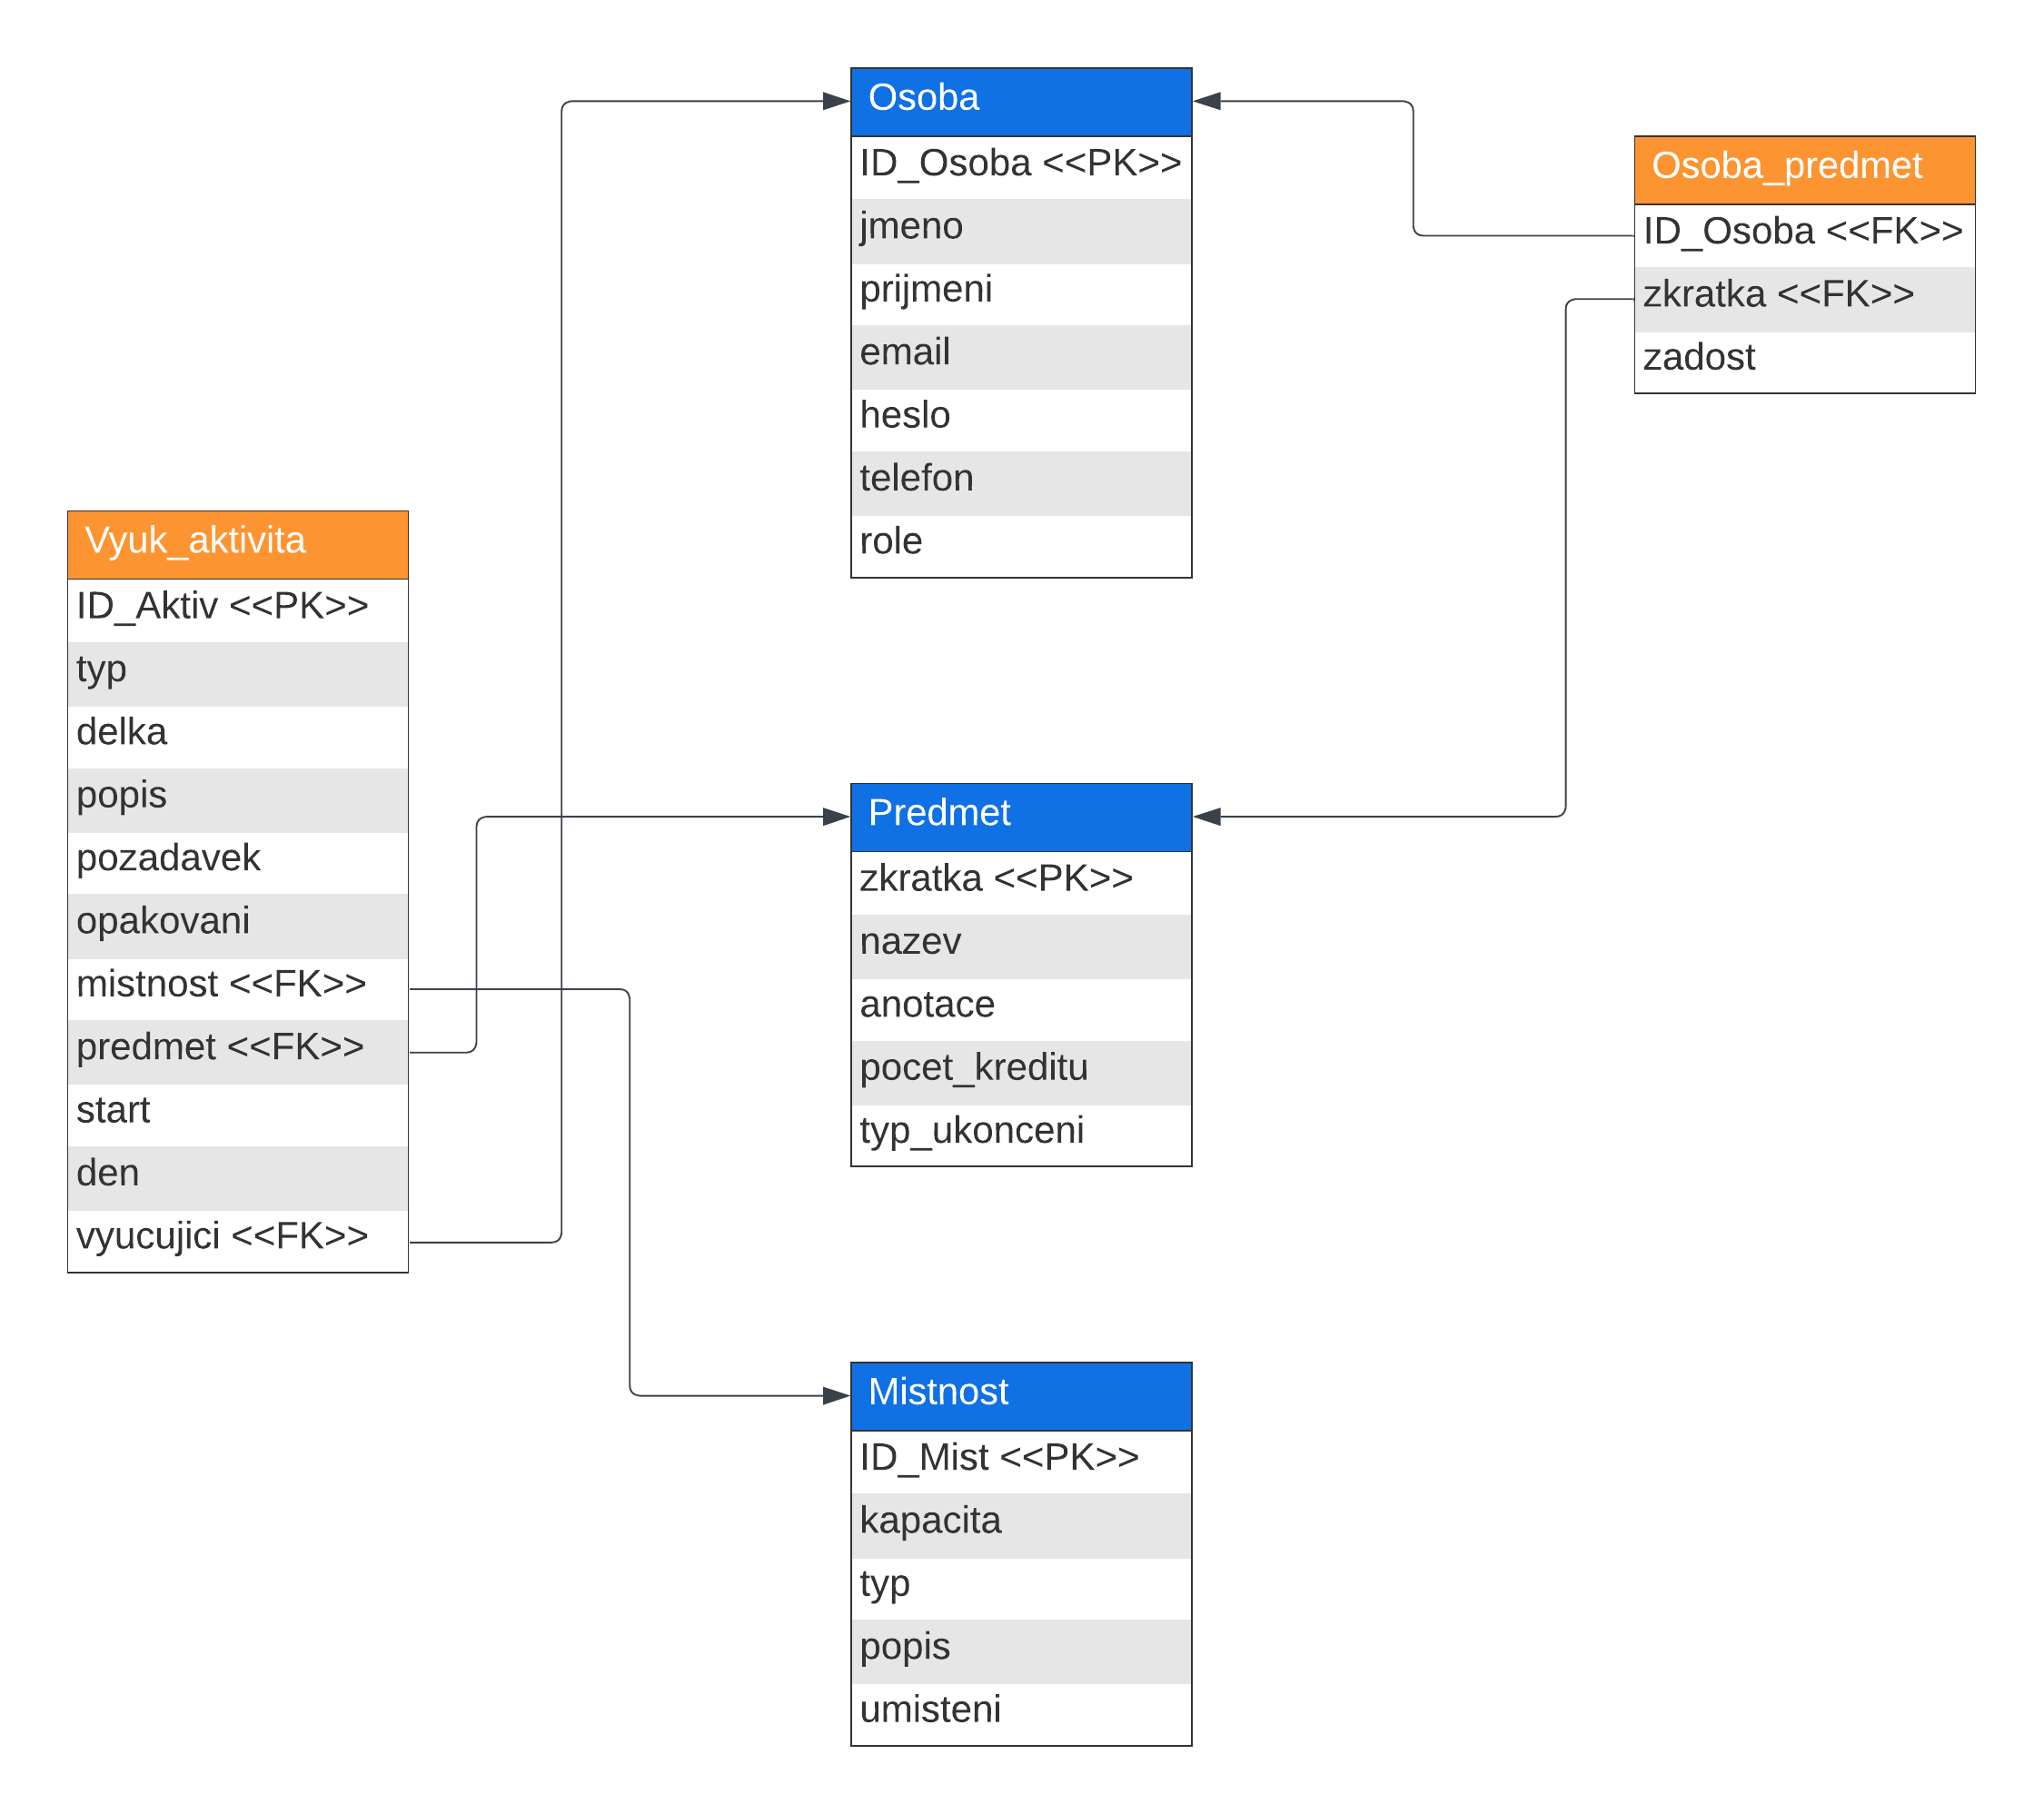 Osoba
ID_Osoba <<PK>>
jmeno
prijmeni
email
heslo
telefon
role
Osoba_predmet
ID_Osoba <<FK>>
zkratka <<FK>>
zadost
Vyuk_aktivita
ID_Aktiv <<PK>>
typ
delka
popis
pozadavek
opakovani
mistnost <<FK>>
predmet <<FK>>
start
den
vyucujici <<FK>>
Predmet
zkratka <<PK>>
nazev
anotace
pocet_kreditu
typ_ukonceni
Mistnost
ID_Mist <<PK>>
kapacita
typ
popis
umisteni